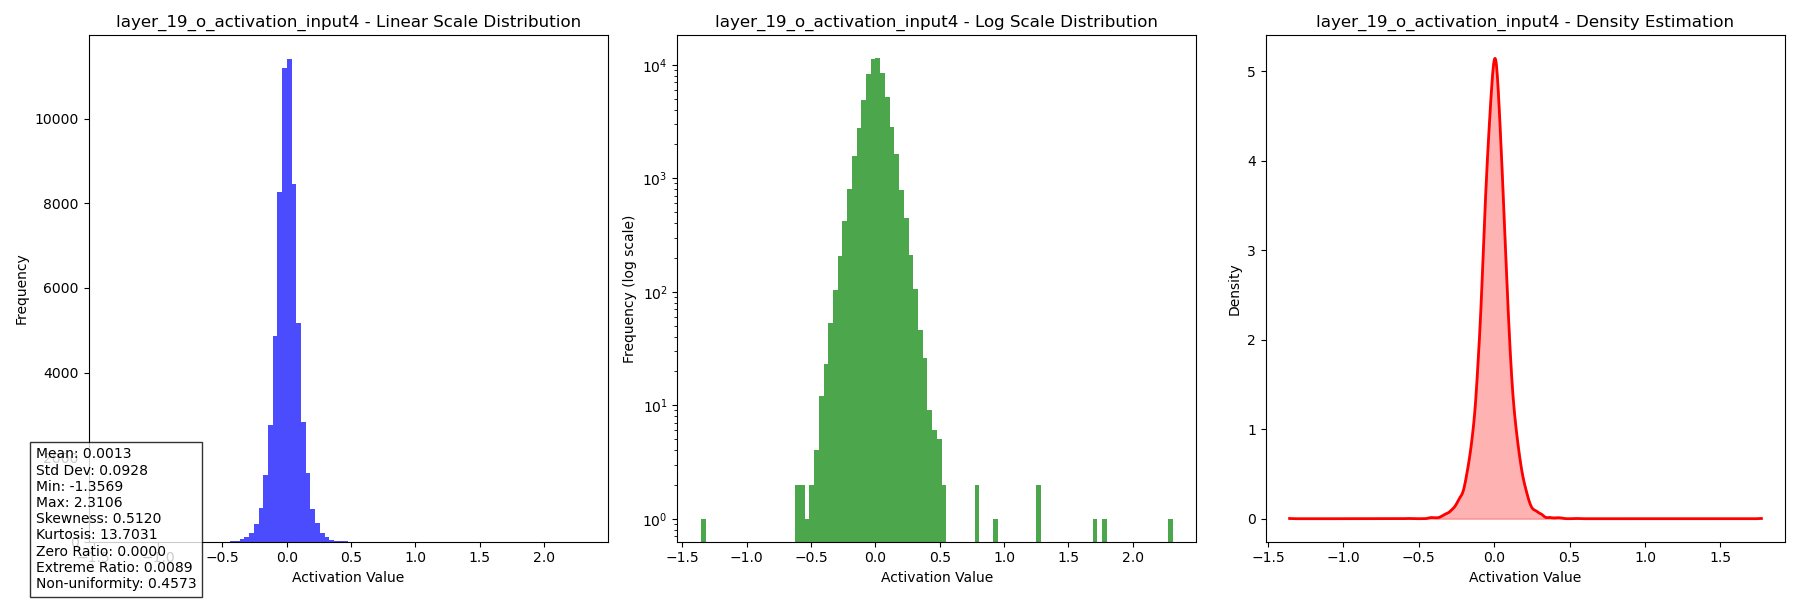 layer_19_o_activation_input4 - Linear Scale Distribution
Frequency
10000
8000
6000
4000
2000
0
−1.0
−0.5
0.0
0.5
1.0
1.5
2.0
Activation Value
Mean: 0.0013
Std Dev: 0.0928
Min: -1.3569
Max: 2.3106
Skewness: 0.5120
Kurtosis: 13.7031
Zero Ratio: 0.0000
Extreme Ratio: 0.0089
Non-uniformity: 0.4573
layer_19_o_activation_input4 - Log Scale Distribution
Frequency (log scale)
10⁴
10³
10²
10¹
10⁰
−1.5
−1.0
−0.5
0.0
0.5
1.0
1.5
2.0
Activation Value
layer_19_o_activation_input4 - Density Estimation
Density
5
4
3
2
1
0
−1.5
−1.0
−0.5
0.0
0.5
1.0
1.5
Activation Value